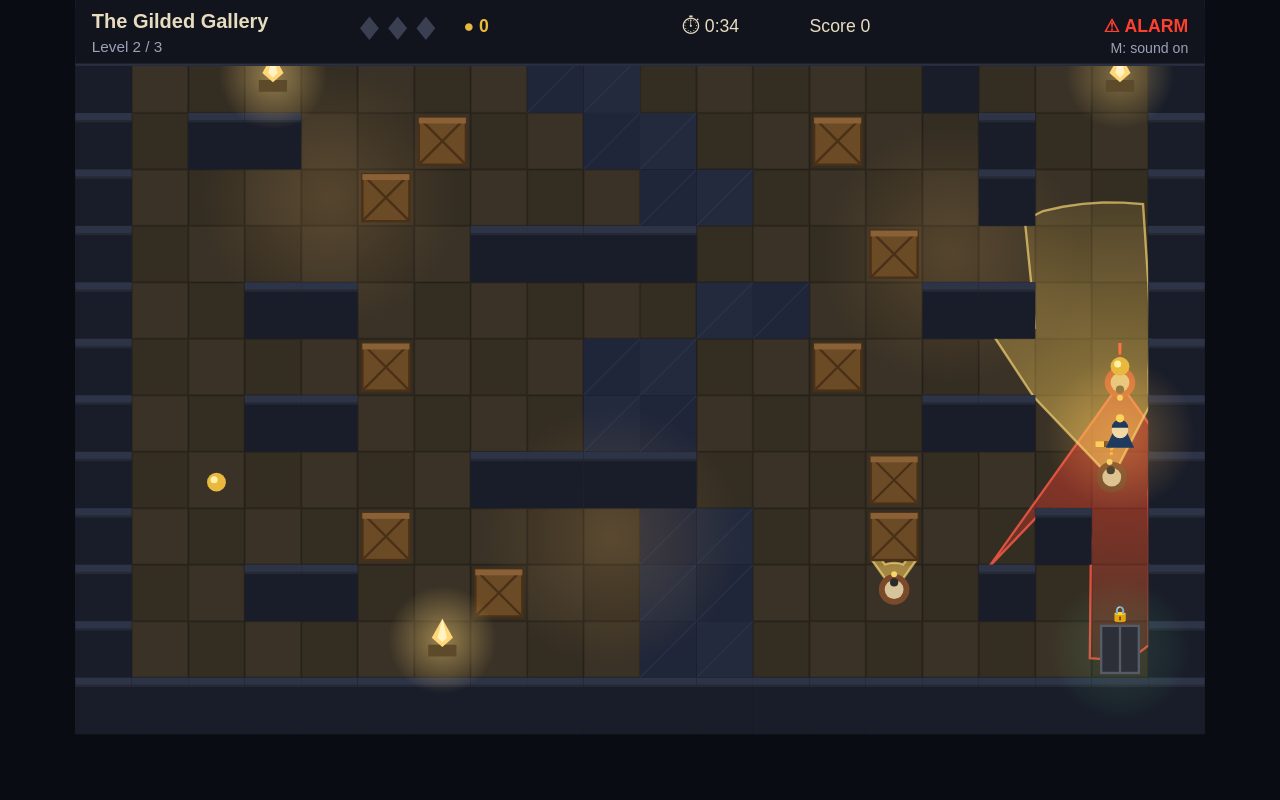 The Gilded Gallery
Level 2 / 3
● 0
⏱ 0:34
Score 0
⚠ ALARM
M: sound on